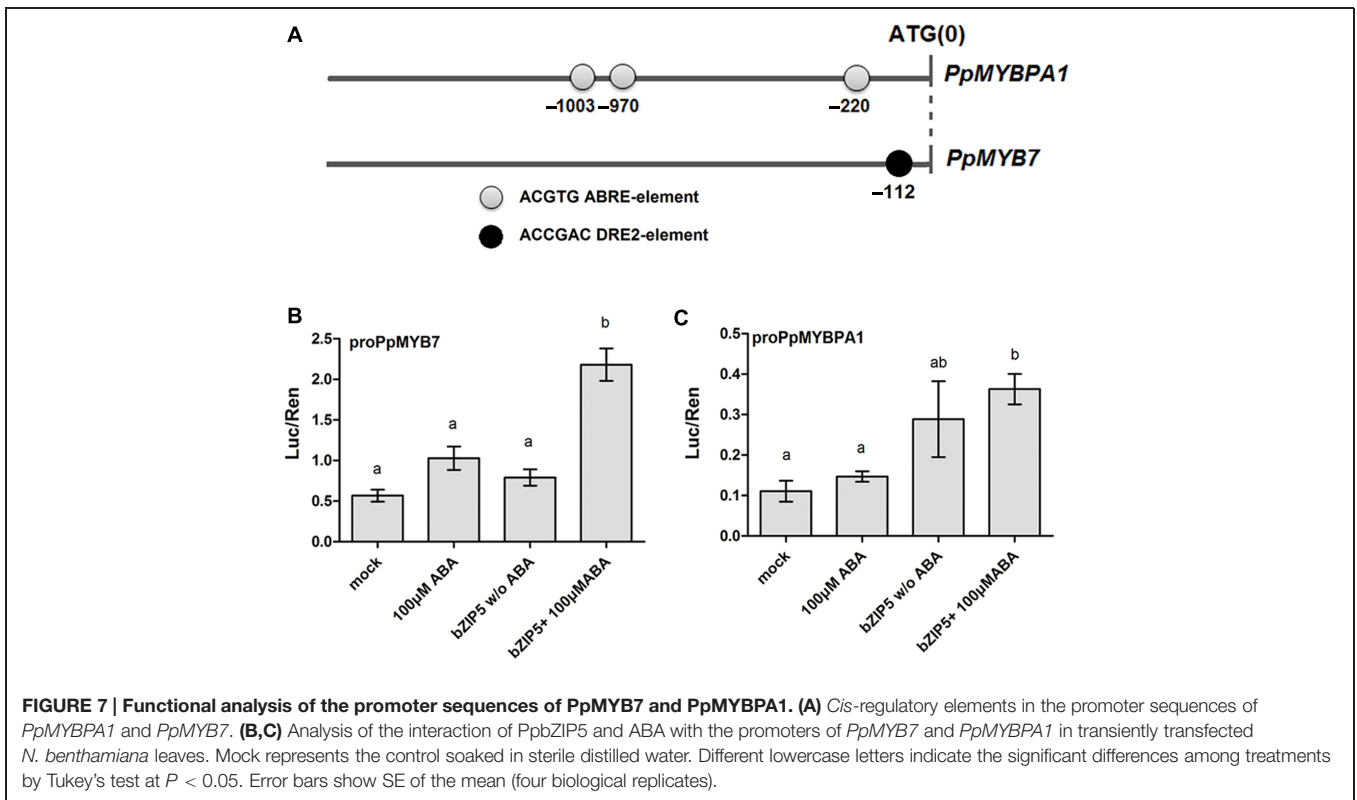 A
ATG(0)
PpMYBPA1
–1003 –970 –220
PpMYB7
–112
ACGTG ABRE-element
ACCGAC DRE2-element
B
proPpMYB7
Luc/Ren
2.5
2.0
1.5
1.0
0.5
0.0
a
a
a
b
mock
100µM ABA
bZIP5 w/o ABA
bZIP5+ 100µMABA
C
proPpMYBPA1
Luc/Ren
0.5
0.4
0.3
0.2
0.1
0.0
a
a
ab
b
mock
100µM ABA
bZIP5 w/o ABA
bZIP5+ 100µMABA
FIGURE 7 | Functional analysis of the promoter sequences of PpMYB7 and PpMYBPA1. (A) Cis-regulatory elements in the promoter sequences of
PpMYBPA1 and PpMYB7. (B,C) Analysis of the interaction of PpbZIP5 and ABA with the promoters of PpMYB7 and PpMYBPA1 in transiently transfected
N. benthamiana leaves. Mock represents the control soaked in sterile distilled water. Different lowercase letters indicate the significant differences among treatments
by Tukey's test at P < 0.05. Error bars show SE of the mean (four biological replicates).